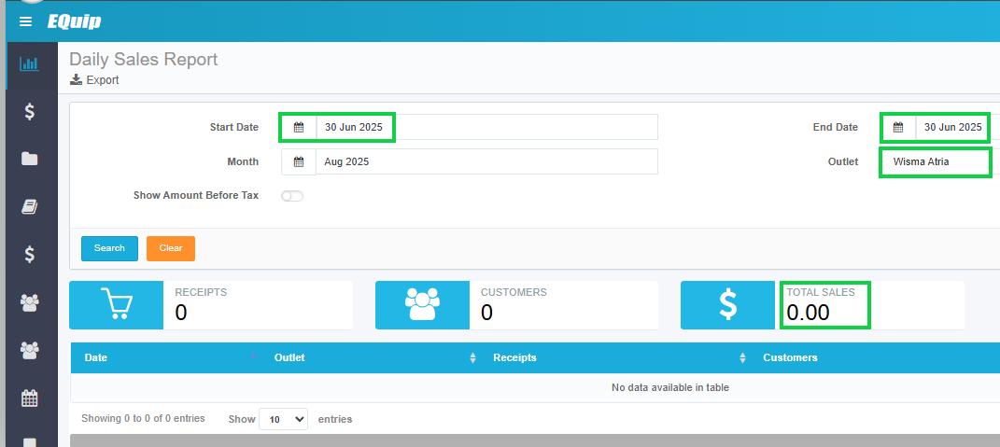 EQuip
Daily Sales Report
Export
Start Date 30 Jun 2025 End Date 30 Jun 2025
Month Aug 2025 Outlet Wisma Atria
Show Amount Before Tax
Search Clear
RECEIPTS CUSTOMERS TOTAL SALES
0 0 0.00
Date Outlet Receipts Customers
No data available in table
Showing 0 to 0 of 0 entries Show 10 entries